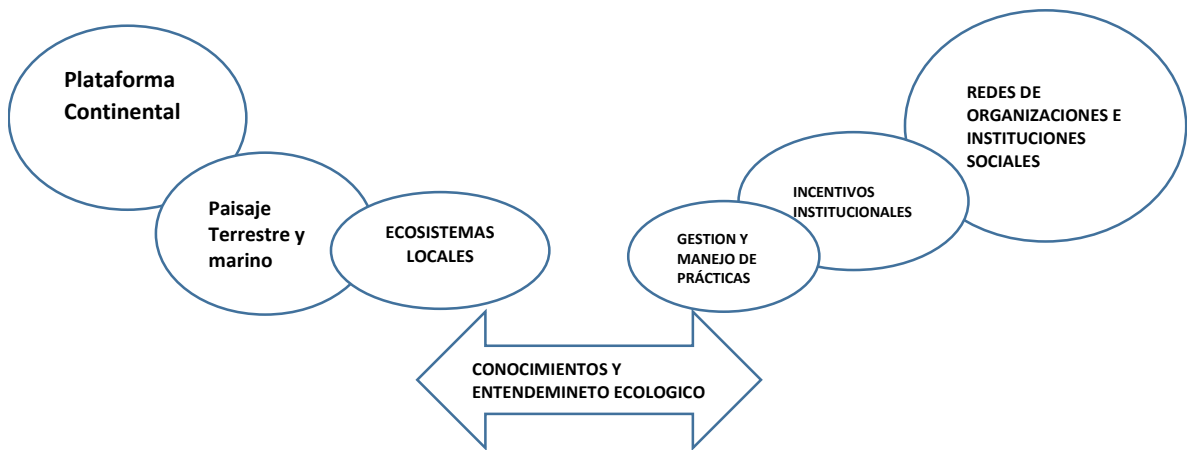 Plataforma
Continental
Paisaje
Terrestre y
marino
ECOSISTEMAS
LOCALES
GESTION Y
MANEJO DE
PRÁCTICAS
INCENTIVOS
INSTITUCIONALES
REDES DE
ORGANIZACIONES E
INSTITUCIONES
SOCIALES
CONOCIMIENTOS Y
ENTENDEMINETO ECOLOGICO